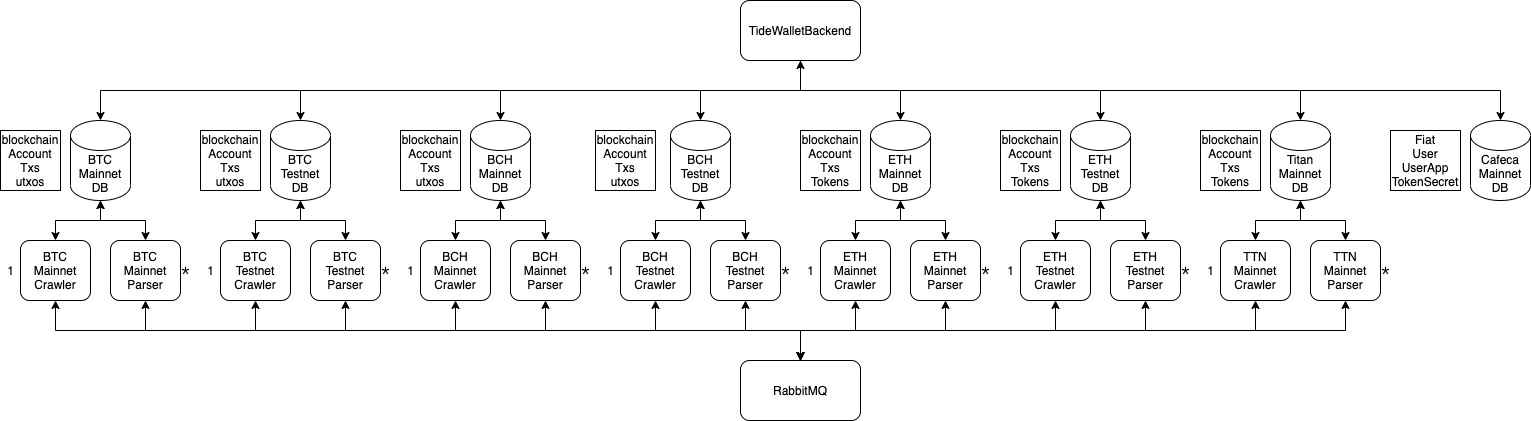 TideWalletBackend
blockchain
Account
Txs
utxos
BTC
Mainnet
DB
blockchain
Account
Txs
utxos
BTC
Testnet
DB
blockchain
Account
Txs
utxos
BCH
Mainnet
DB
blockchain
Account
Txs
utxos
BCH
Testnet
DB
blockchain
Account
Txs
Tokens
ETH
Mainnet
DB
blockchain
Account
Txs
Tokens
ETH
Testnet
DB
blockchain
Account
Txs
Tokens
Titan
Mainnet
DB
Fiat
User
UserApp
TokenSecret
Cafeca
Mainnet
DB
1
BTC
Mainnet
Crawler
BTC
Mainnet
Parser
*
1
BTC
Testnet
Crawler
BTC
Testnet
Parser
*
1
BCH
Mainnet
Crawler
BCH
Mainnet
Parser
*
1
BCH
Testnet
Crawler
BCH
Testnet
Parser
*
1
ETH
Mainnet
Crawler
ETH
Mainnet
Parser
*
1
ETH
Testnet
Crawler
ETH
Testnet
Parser
*
1
TTN
Mainnet
Crawler
TTN
Mainnet
Parser
*
RabbitMQ